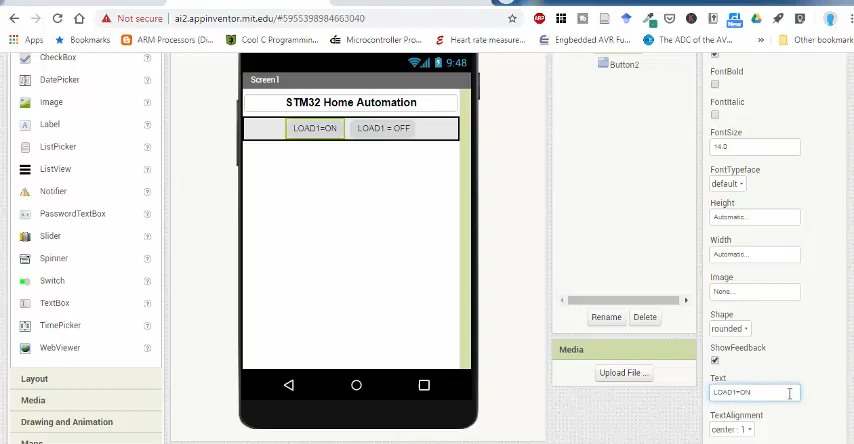 Not secure | ai2.appinventor.mit.edu/#5955398984663040
ABP
New
Apps
Bookmarks
ARM Processors (Di...
Cool C Programmin...
Microcontroller Pro...
Heart rate measure...
Engbedded AVR Fu...
The ADC of the AV...
»
Other bookmark
CheckBox
DatePicker
Image
Label
ListPicker
ListView
Notifier
PasswordTextBox
Slider
Spinner
Switch
TextBox
TimePicker
WebViewer
Layout
Media
Drawing and Animation
Maps
9:48
Screen1
STM32 Home Automation
LOAD1=ON
LOAD1 = OFF
Button2
Rename
Delete
Media
Upload File ...
FontBold
FontItalic
FontSize
14.0
FontTypeface
default
Height
Automatic...
Width
Automatic...
Image
None...
Shape
rounded
ShowFeedback
Text
LOAD1=ON
TextAlignment
center : 1